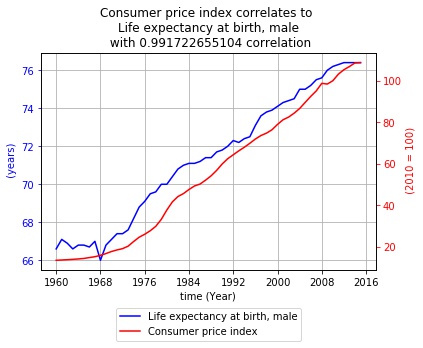 Consumer price index correlates to
Life expectancy at birth, male
with 0.991722655104 correlation
76
74
72
70
68
66
(years)
100
80
60
40
20
(2010 = 100)
1960 1968 1976 1984 1992 2000 2008 2016
time (Year)
Life expectancy at birth, male
Consumer price index